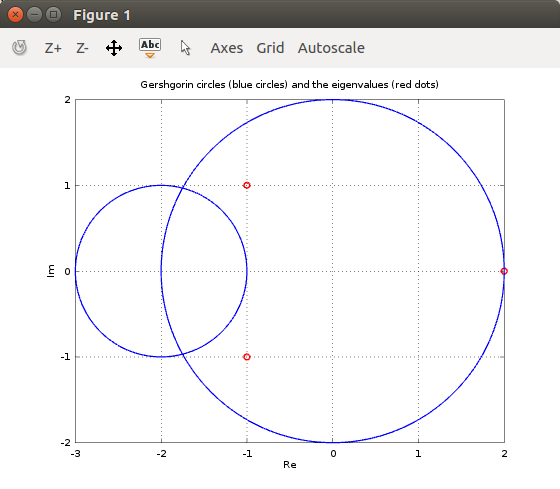 Figure 1
Z+ Z- Abc Axes Grid Autoscale
Gershgorin circles (blue circles) and the eigenvalues (red dots)
2
1
0
-1
-2
Im
-3 -2 -1 0 1 2
Re